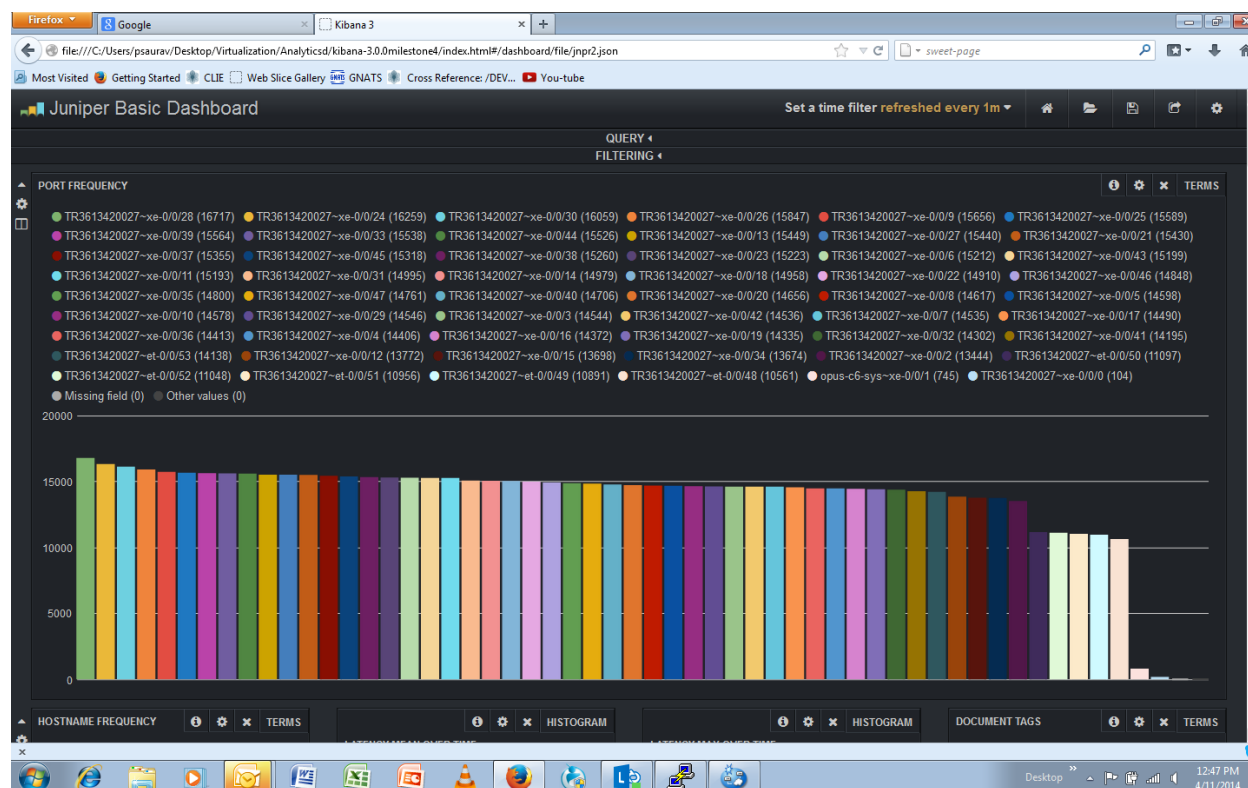 Firefox
Google
Kibana 3
file:///C:/Users/psaurav/Desktop/Virtualization/Analyticsd/kibana-3.0.0milestone4/index.html#/dashboard/file/jnpr2.json
sweet-page
Most Visited Getting Started CLIE Web Slice Gallery GNATS Cross Reference: /DEV... You-tube
Juniper Basic Dashboard
Set a time filter refreshed every 1m
QUERY
FILTERING
PORT FREQUENCY
TERMS
TR3613420027~xe-0/0/28 (16717) TR3613420027~xe-0/0/24 (16259) TR3613420027~xe-0/0/30 (16059) TR3613420027~xe-0/0/26 (15847) TR3613420027~xe-0/0/9 (15656) TR3613420027~xe-0/0/25 (15589)
TR3613420027~xe-0/0/39 (15564) TR3613420027~xe-0/0/33 (15538) TR3613420027~xe-0/0/44 (15526) TR3613420027~xe-0/0/13 (15449) TR3613420027~xe-0/0/27 (15440) TR3613420027~xe-0/0/21 (15430)
TR3613420027~xe-0/0/37 (15355) TR3613420027~xe-0/0/45 (15318) TR3613420027~xe-0/0/38 (15260) TR3613420027~xe-0/0/23 (15223) TR3613420027~xe-0/0/6 (15212) TR3613420027~xe-0/0/43 (15199)
TR3613420027~xe-0/0/11 (15193) TR3613420027~xe-0/0/31 (14995) TR3613420027~xe-0/0/14 (14979) TR3613420027~xe-0/0/18 (14958) TR3613420027~xe-0/0/22 (14910) TR3613420027~xe-0/0/46 (14848)
TR3613420027~xe-0/0/35 (14800) TR3613420027~xe-0/0/47 (14761) TR3613420027~xe-0/0/40 (14706) TR3613420027~xe-0/0/20 (14656) TR3613420027~xe-0/0/8 (14617) TR3613420027~xe-0/0/5 (14598)
TR3613420027~xe-0/0/10 (14578) TR3613420027~xe-0/0/29 (14546) TR3613420027~xe-0/0/3 (14544) TR3613420027~xe-0/0/42 (14536) TR3613420027~xe-0/0/7 (14535) TR3613420027~xe-0/0/17 (14490)
TR3613420027~xe-0/0/36 (14413) TR3613420027~xe-0/0/4 (14406) TR3613420027~xe-0/0/16 (14372) TR3613420027~xe-0/0/19 (14335) TR3613420027~xe-0/0/32 (14302) TR3613420027~xe-0/0/41 (14195)
TR3613420027~et-0/0/53 (14138) TR3613420027~xe-0/0/12 (13772) TR3613420027~xe-0/0/15 (13698) TR3613420027~xe-0/0/34 (13674) TR3613420027~xe-0/0/2 (13444) TR3613420027~et-0/0/50 (11097)
TR3613420027~et-0/0/52 (11048) TR3613420027~et-0/0/51 (10956) TR3613420027~et-0/0/49 (10891) TR3613420027~et-0/0/48 (10561) opus-c6-sys~xe-0/0/1 (745) TR3613420027~xe-0/0/0 (104)
Missing field (0) Other values (0)
20000
15000
10000
5000
0
HOSTNAME FREQUENCY TERMS
HISTOGRAM
HISTOGRAM
DOCUMENT TAGS TERMS
LATENCY MEAN OVER TIME
LATENCY MAX OVER TIME
Desktop
12:47 PM
4/11/2014